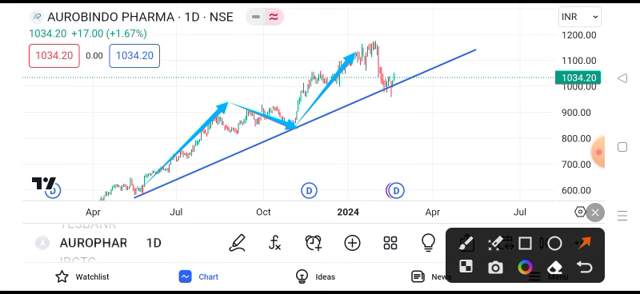 AUROBINDO PHARMA · 1D · NSE
INR
1034.20 +17.00 (+1.67%)
1034.20 0.00 1034.20
1200.00
1100.00
1034.20
1000.00
900.00
800.00
700.00
600.00
D D D
Apr Jul Oct 2024 Apr Jul
YESBANK
A AUROPHAR 1D
IRCTC
Watchlist Chart Ideas News